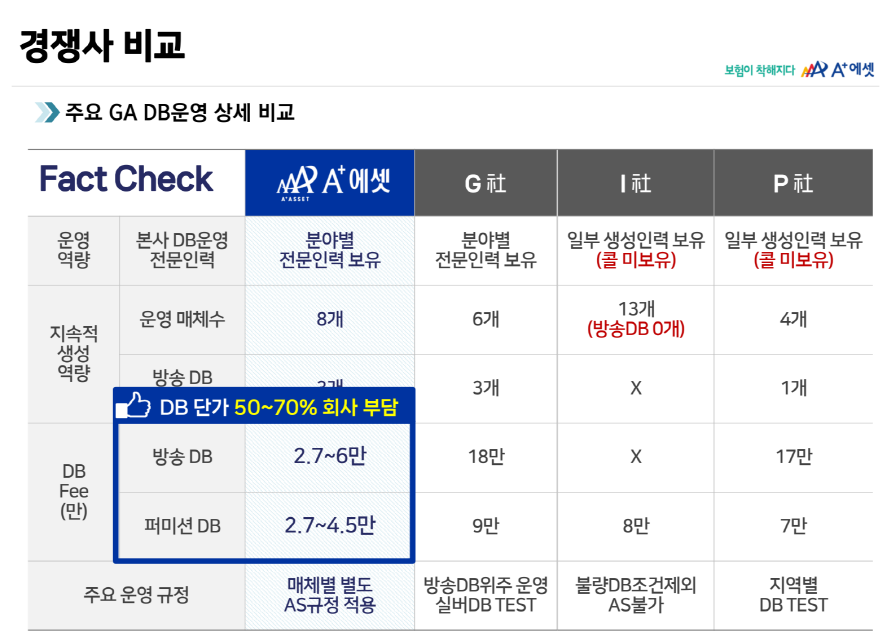 경쟁사 비교
보험이 착해지다 A+에셋
주요 GA DB운영 상세 비교
Fact Check
A+에셋
A+ASSET
G社
I社
P社
운영
역량
본사 DB운영
전문인력
분야별
전문인력 보유
분야별
전문인력 보유
일부 생성인력 보유
(콜 미보유)
일부 생성인력 보유
(콜 미보유)
지속적
생성
역량
운영 매체수
8개
6개
13개
(방송DB 0개)
4개
방송 DB
3개
X
1개
DB 단가 50~70% 회사 부담
DB
Fee
(만)
방송 DB
2.7~6만
18만
X
17만
퍼미션 DB
2.7~4.5만
9만
8만
7만
주요 운영 규정
매체별 별도
AS규정 적용
방송DB위주 운영
실버DB TEST
불량DB조건제외
AS불가
지역별
DB TEST